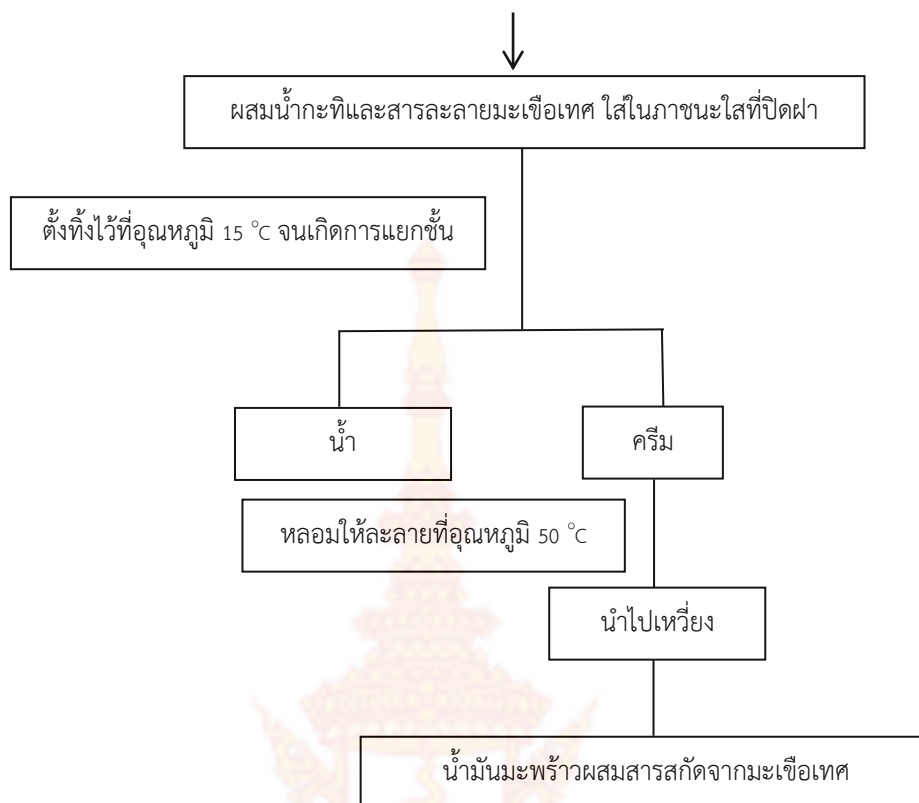 ผสมน้ำกะทิและสารละลายมะเขือเทศ ใส่ในภาชนะใสที่ปิดฝา
ตั้งทิ้งไว้ที่อุณหภูมิ 15 °C จนเกิดการแยกชั้น
น้ำ
ครีม
หลอมให้ละลายที่อุณหภูมิ 50 °C
นำไปเหวี่ยง
น้ำมันมะพร้าวผสมสารสกัดจากมะเขือเทศ